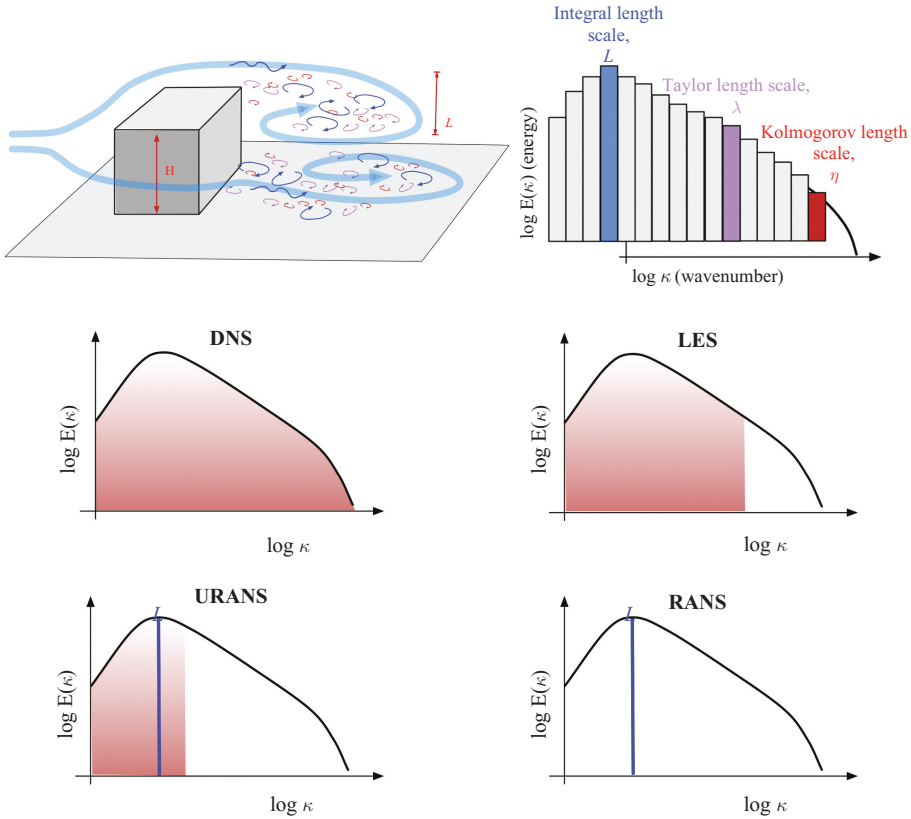 Integral length
scale,
L
Taylor length scale,
λ
Kolmogorov length
scale,
η
L
H
log E(κ) (energy)
log κ (wavenumber)
DNS
log E(κ)
log κ
LES
log E(κ)
log κ
URANS
L
log E(κ)
log κ
RANS
L
log E(κ)
log κ